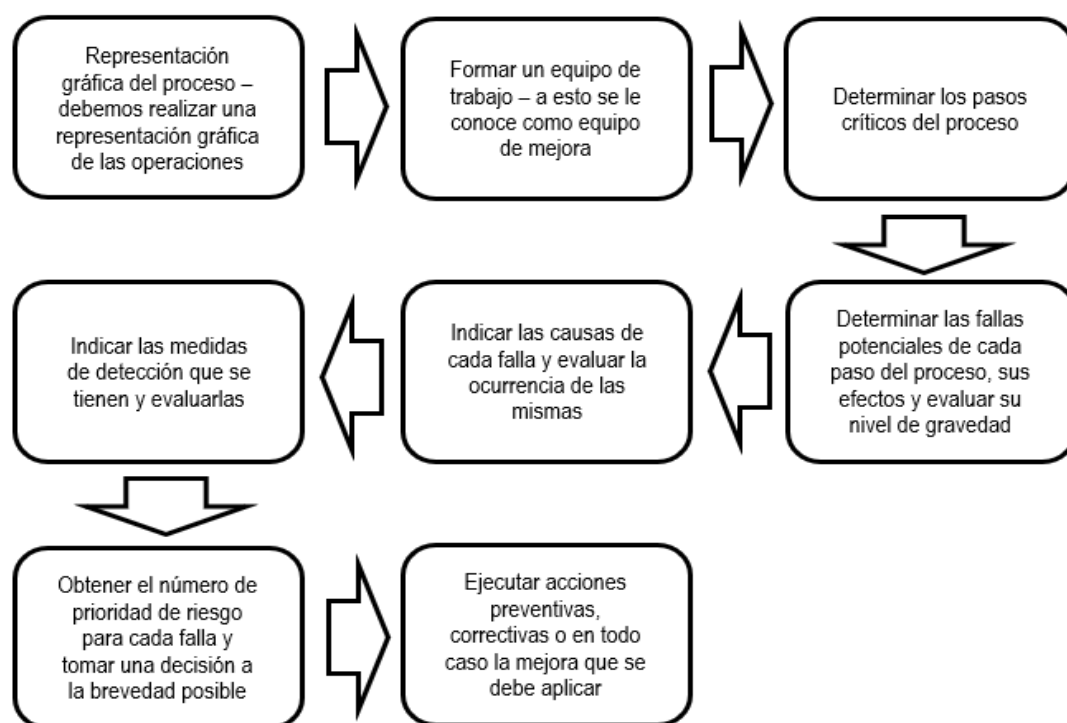 Representación
gráfica del proceso –
debemos realizar una
representación gráfica
de las operaciones
Formar un equipo de
trabajo – a esto se le
conoce como equipo
de mejora
Determinar los pasos
críticos del proceso
Determinar las fallas
potenciales de cada
paso del proceso, sus
efectos y evaluar su
nivel de gravedad
Indicar las causas de
cada falla y evaluar la
ocurrencia de las
mismas
Indicar las medidas
de detección que se
tienen y evaluarlas
Obtener el número de
prioridad de riesgo
para cada falla y
tomar una decisión a
la brevedad posible
Ejecutar acciones
preventivas,
correctivas o en todo
caso la mejora que se
debe aplicar